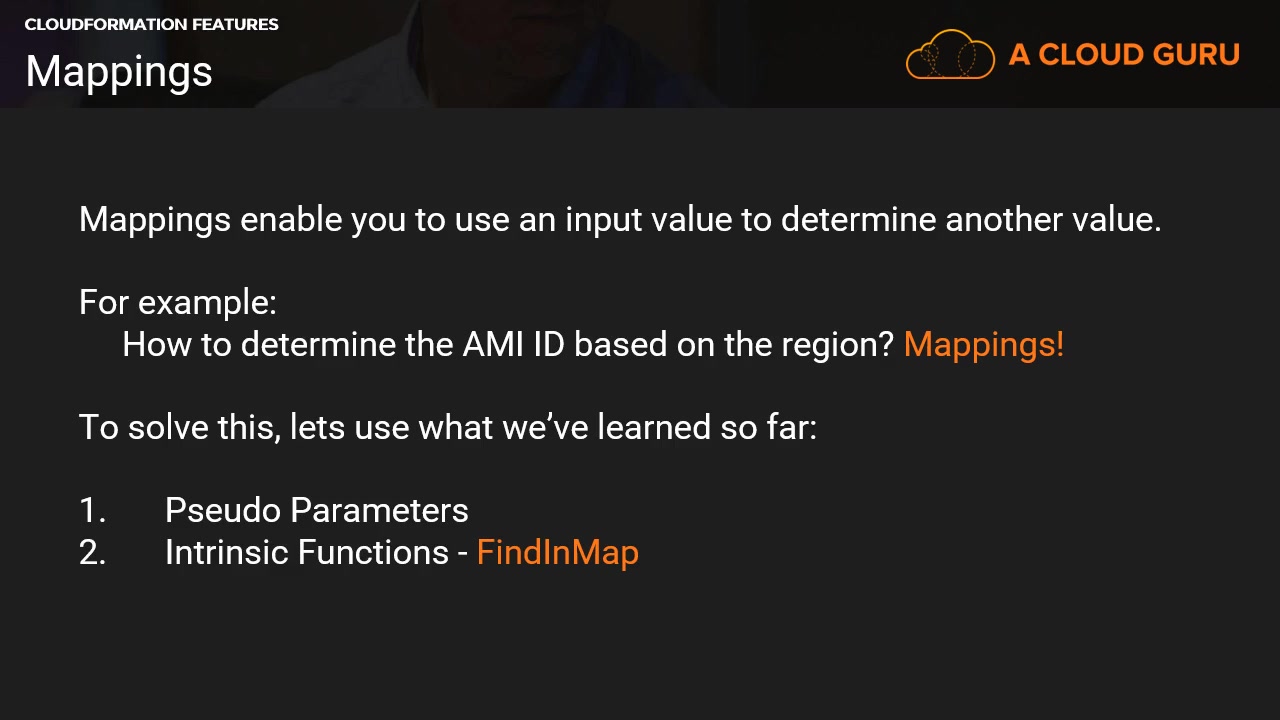 CLOUDFORMATION FEATURES
Mappings
A CLOUD GURU
Mappings enable you to use an input value to determine another value.
For example:
How to determine the AMI ID based on the region? Mappings!
To solve this, lets use what we’ve learned so far:
1. Pseudo Parameters
2. Intrinsic Functions - FindInMap